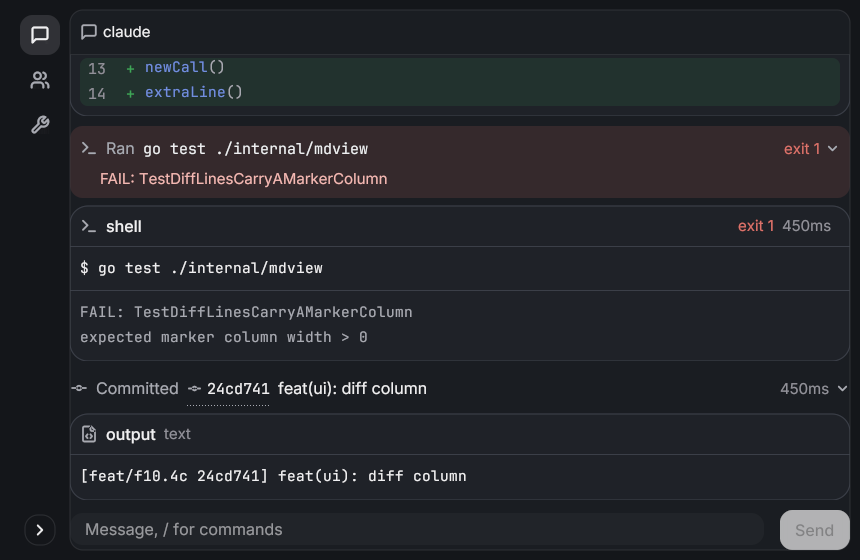 claude
13 + newCall()
14 + extraLine()
Ran go test ./internal/mdview exit 1
FAIL: TestDiffLinesCarryAMarkerColumn
shell exit 1 450ms
$ go test ./internal/mdview
FAIL: TestDiffLinesCarryAMarkerColumn
expected marker column width > 0
Committed 24cd741 feat(ui): diff column 450ms
output text
[feat/f10.4c 24cd741] feat(ui): diff column
Message, / for commands Send